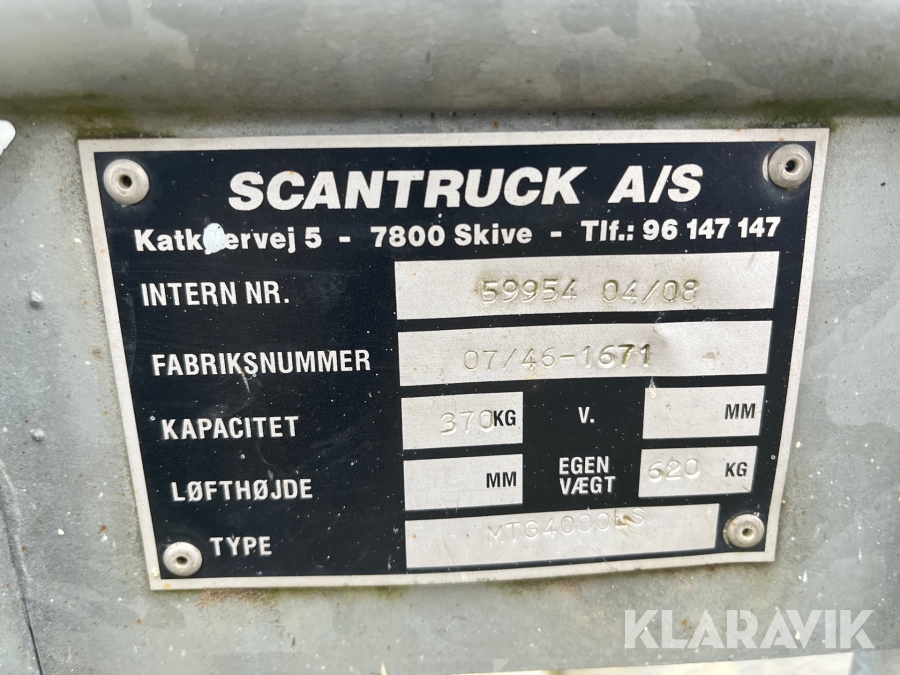 SCANTRUCK A/S
5 - 7800 Skive - Tlf.: 96 147 147
INTERN NR. 59954 04/08
FABRIKSNUMMER 07/46-1671
KAPACITET 370 KG V. MM
LØFTHØJDE MM EGEN VÆGT 620 KG
TYPE
KLARAVIK